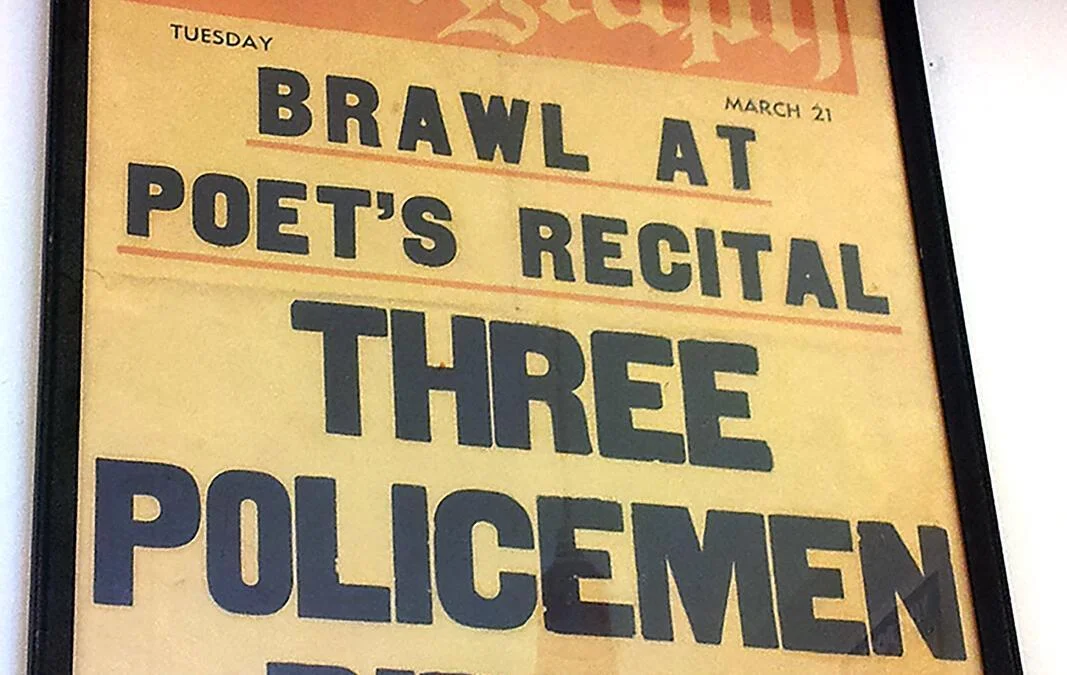 TUESDAY
MARCH 21
BRAWL AT
POET'S RECITAL
THREE
POLICEMEN